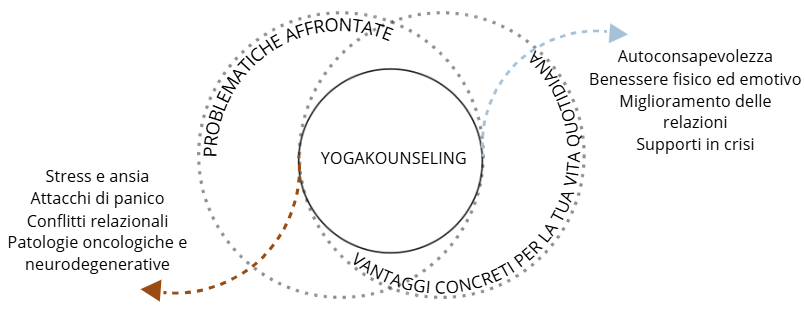 PROBLEMATICHE AFFRONTATE
YOGAKOUNSELING
VANTAGGI CONCRETI PER LA TUA VITA QUOTIDIANA
Autoconsapevolezza
Benessere fisico ed emotivo
Miglioramento delle
relazioni
Supporti in crisi
Stress e ansia
Attacchi di panico
Conflitti relazionali
Patologie oncologiche e
neurodegenerative